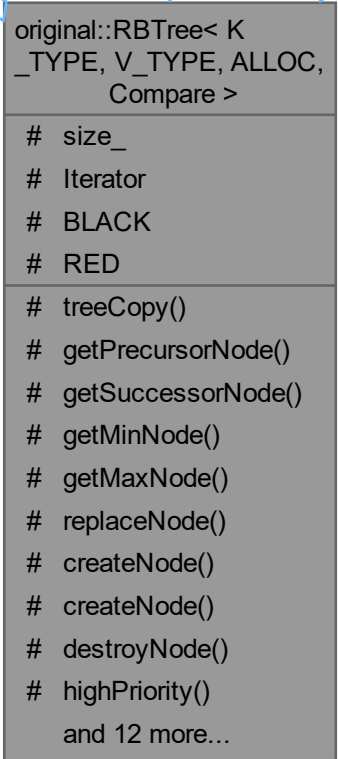 original::RBTree< K
_TYPE, V_TYPE, ALLOC,
Compare >
# size_
# Iterator
# BLACK
# RED
# treeCopy()
# getPrecursorNode()
# getSuccessorNode()
# getMinNode()
# getMaxNode()
# replaceNode()
# createNode()
# createNode()
# destroyNode()
# highPriority()
and 12 more...